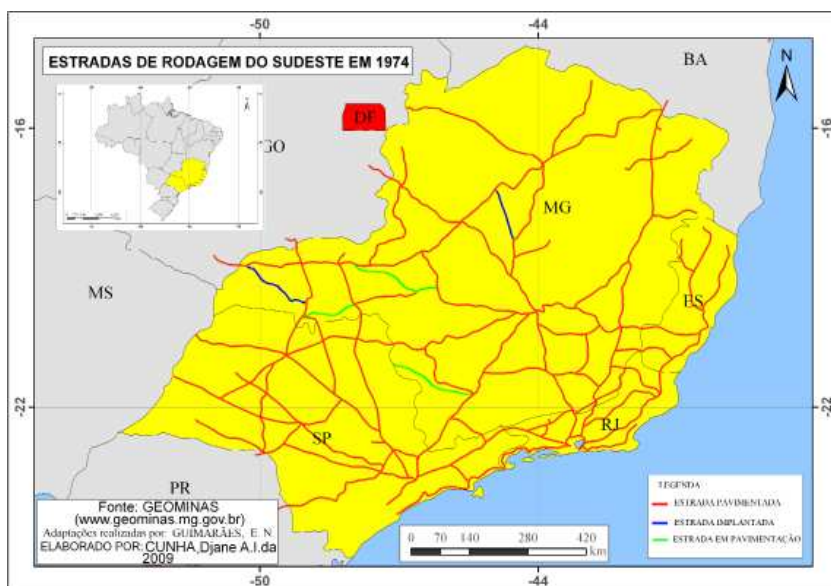 -50
-44
ESTRADAS DE RODAGEM DO SUDESTE EM 1974
BA
N
-16
-16
DF
GO
MG
MS
ES
-22
-22
SP
RJ
PR
LEGENDA
ESTRADA PAVIMENTADA
ESTRADA IMPLANTADA
ESTRADA EM PAVIMENTAÇÃO
Fonte: GEOMINAS
(www.geominas.mg.gov.br)
Adaptações realizadas por: GUIMARÃES, E. N.
ELABORADO POR: CUNHA,Djane A.I.da
2009
0 70 140 280 420
km
-50
-44